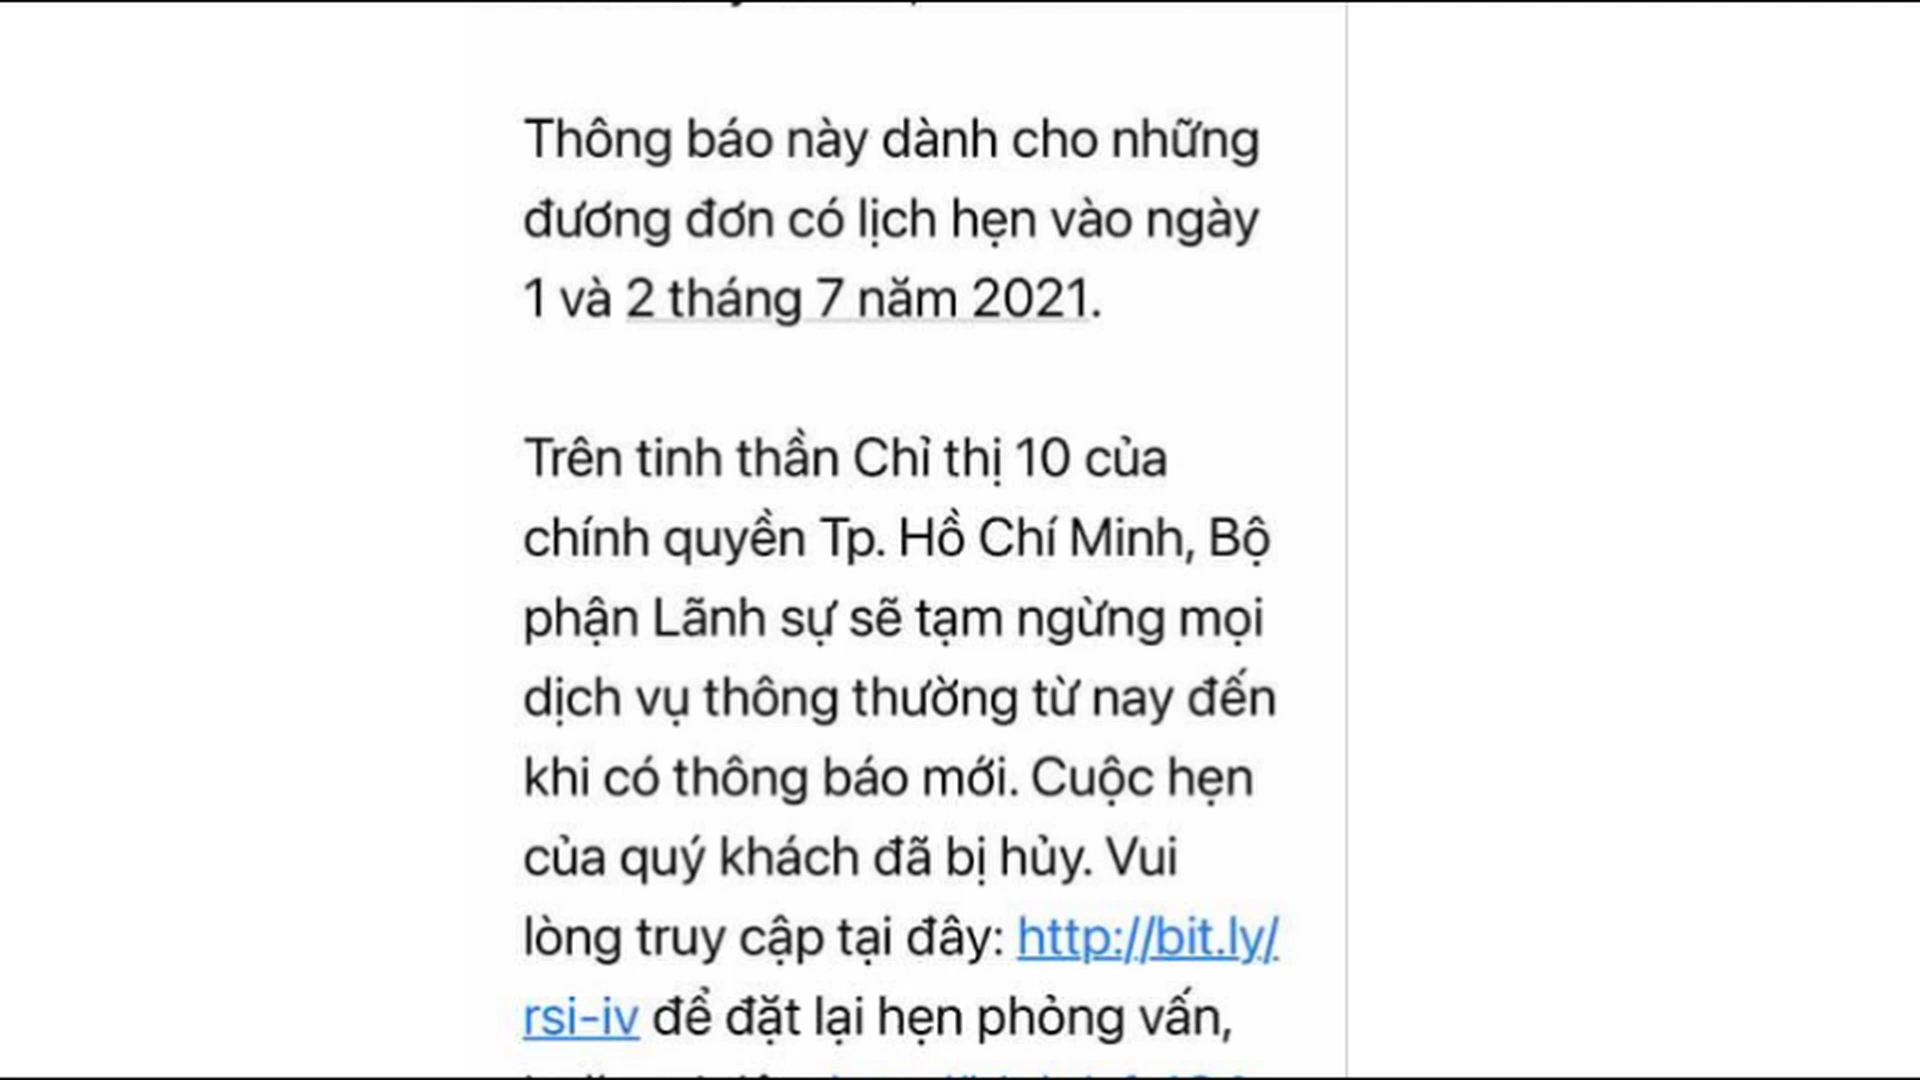 Thông báo này dành cho những
đương đơn có lịch hẹn vào ngày
1 và 2 tháng 7 năm 2021.
Trên tinh thần Chỉ thị 10 của
chính quyền Tp. Hồ Chí Minh, Bộ
phận Lãnh sự sẽ tạm ngừng mọi
dịch vụ thông thường từ nay đến
khi có thông báo mới. Cuộc hẹn
của quý khách đã bị hủy. Vui
lòng truy cập tại đây: http://bit.ly/
rsi-iv để đặt lại hẹn phỏng vấn,